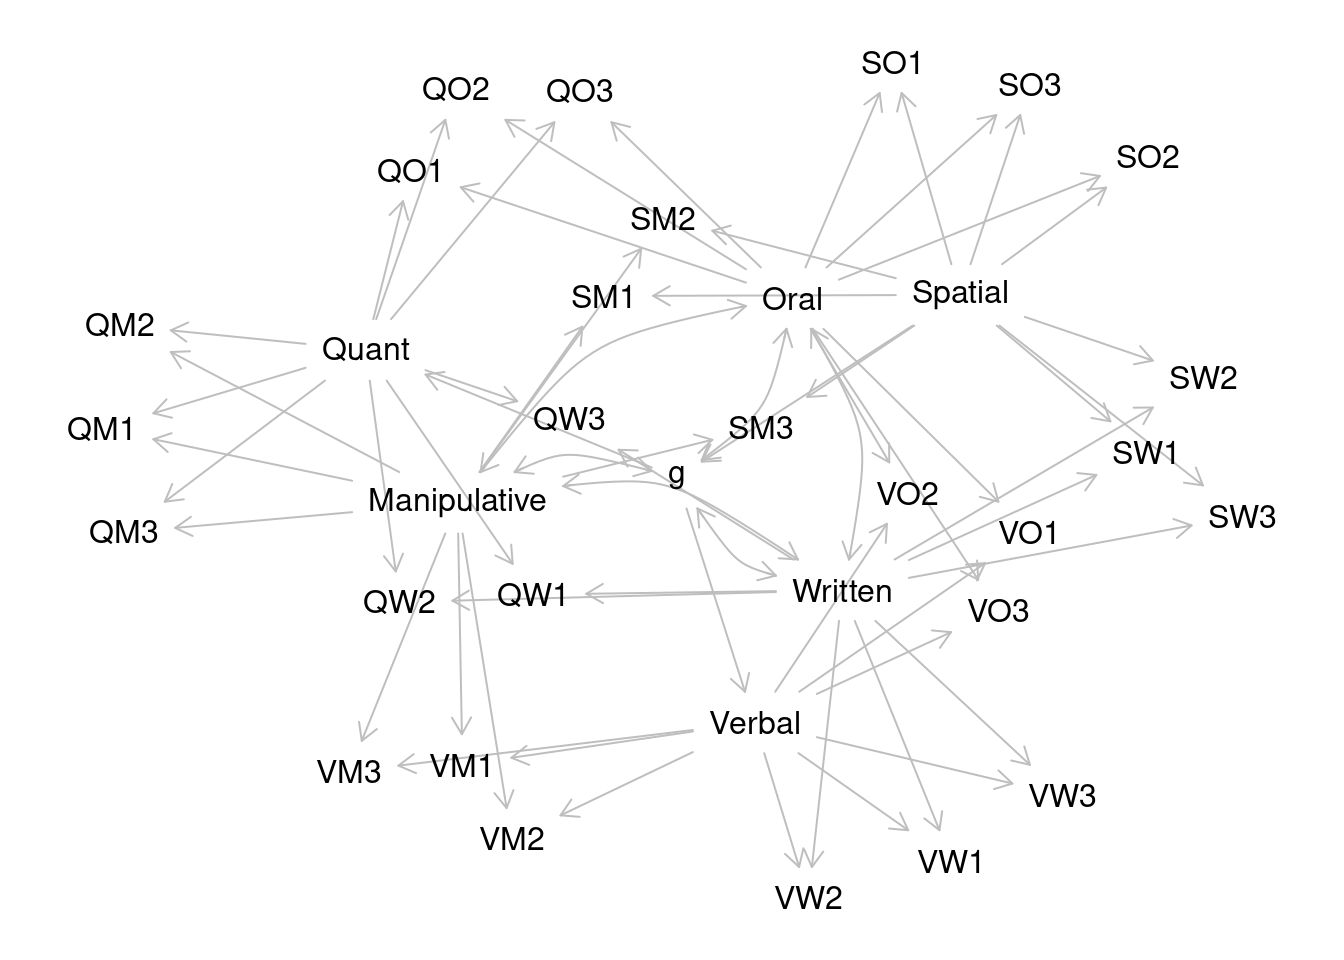 SO1
QO2
QO3
SO3
SO2
QO1
SM2
Spatial
SM1
Oral
QM2
Quant
SW2
QM1
QW3
SM3
SW1
g
Manipulative
VO2
SW3
QM3
VO1
Written
QW2
QW1
VO3
Verbal
VM3
VM1
VW3
VM2
VW1
VW2